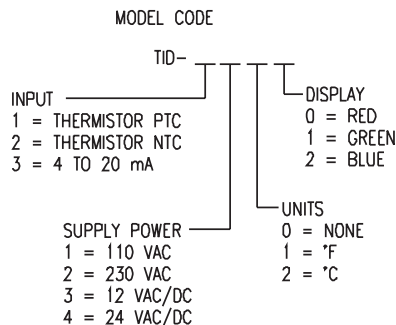 MODEL CODE
TID-
INPUT
1 = THERMISTOR PTC
2 = THERMISTOR NTC
3 = 4 TO 20 mA
DISPLAY
0 = RED
1 = GREEN
2 = BLUE
SUPPLY POWER
1 = 110 VAC
2 = 230 VAC
3 = 12 VAC/DC
4 = 24 VAC/DC
UNITS
0 = NONE
1 = °F
2 = °C